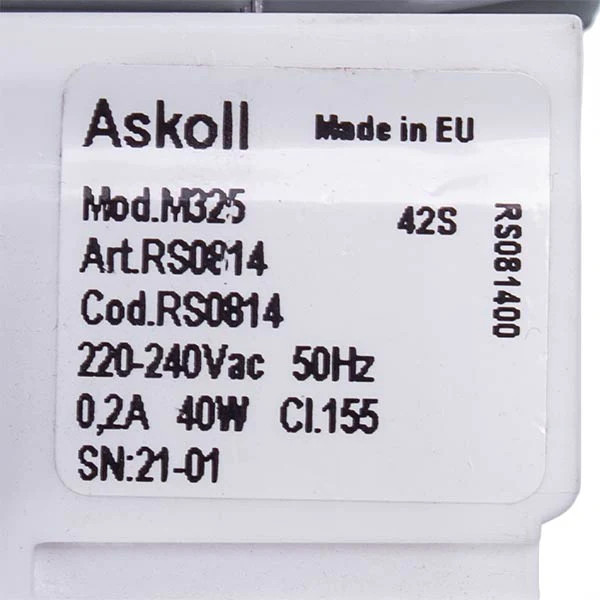 Askoll Made in EU
Mod.M325 42S
Art.RS0814
Cod.RS0814
220-240Vac 50Hz
0,2A 40W Cl.155
SN:21-01
RS081400